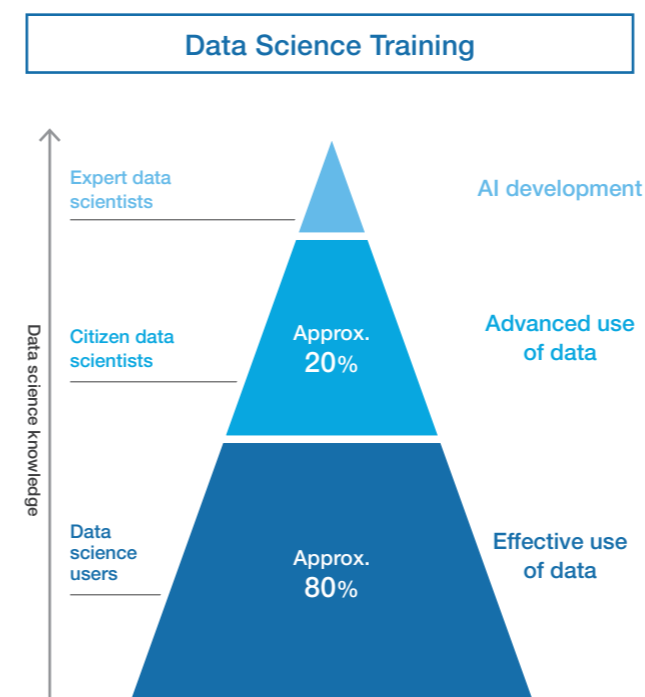 Data Science Training
Data science knowledge
Expert data
scientists
AI development
Citizen data
scientists
Approx.
20%
Advanced use
of data
Data
science
users
Approx.
80%
Effective use
of data